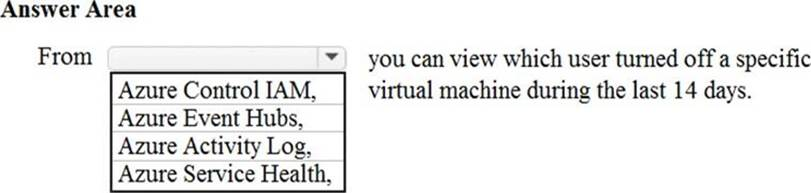 Answer Area
From
you can view which user turned off a specific
virtual machine during the last 14 days.
Azure Control IAM,
Azure Event Hubs,
Azure Activity Log,
Azure Service Health,